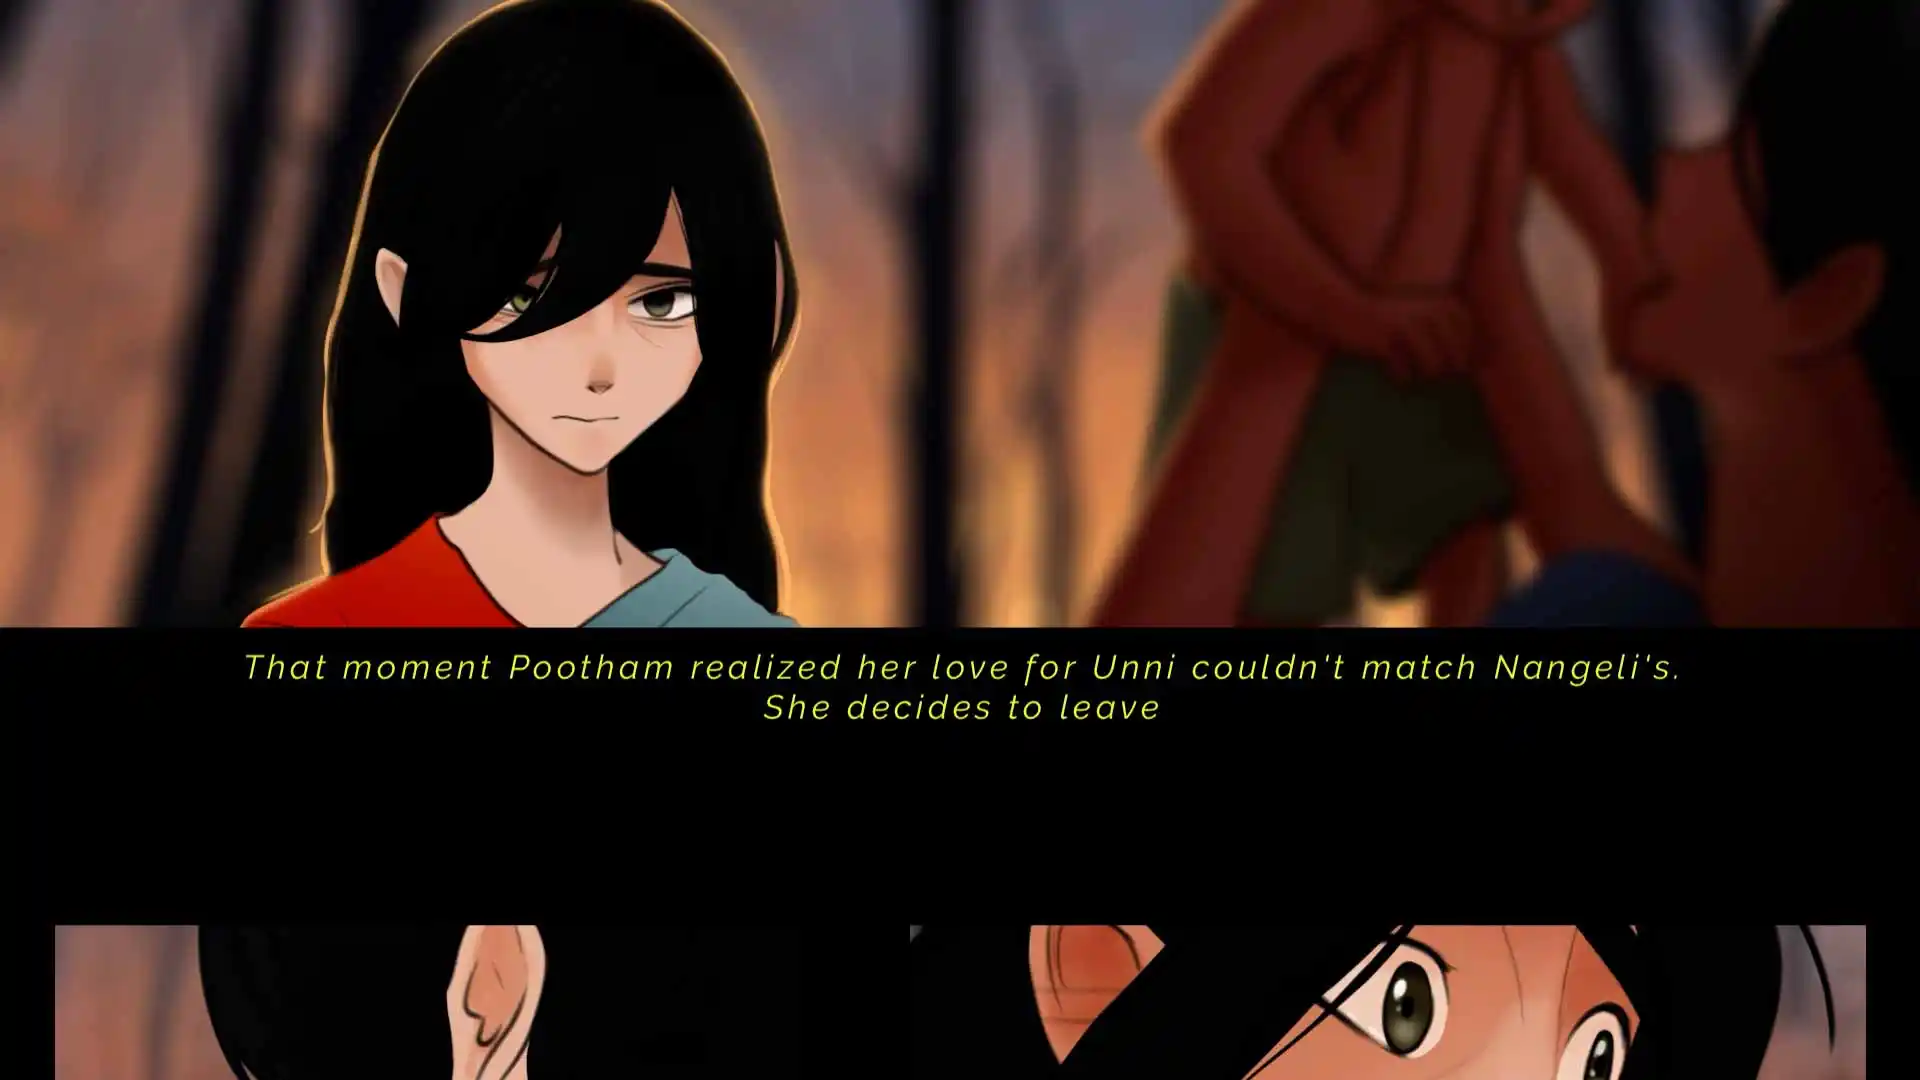 That moment Pootham realized her love for Unni couldn't match Nangeli's.
She decides to leave